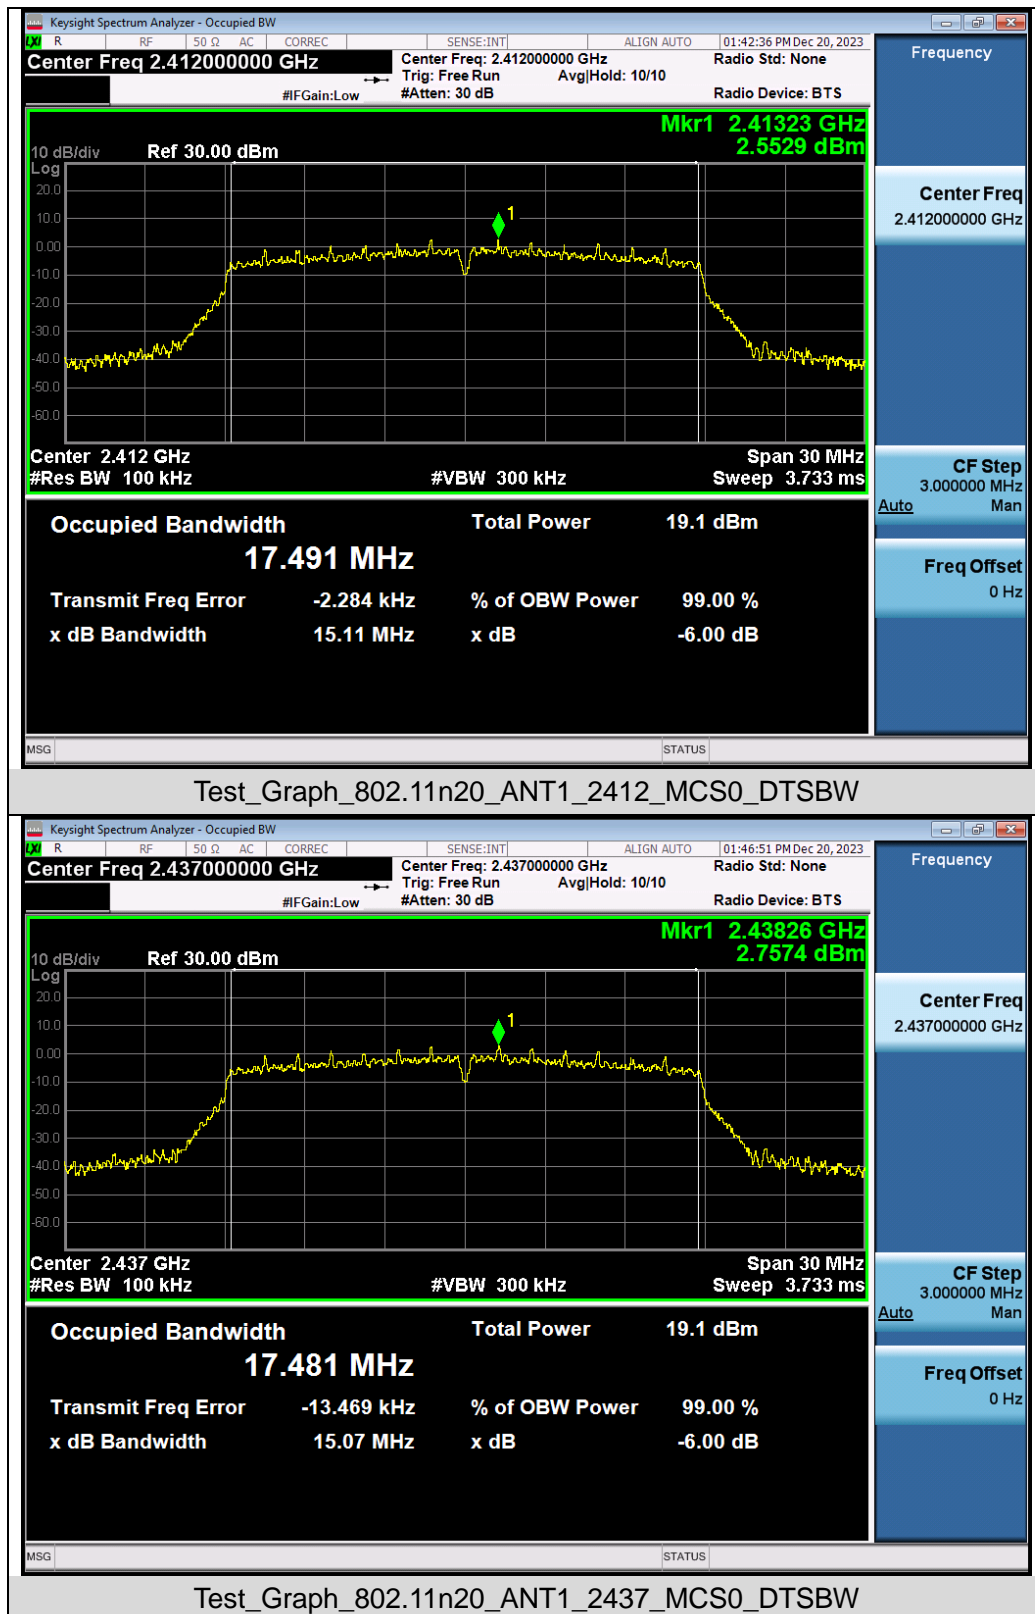 Keysight Spectrum Analyzer - Occupied BW
LXI R RF 50 Ω AC CORREC SENSE:INT ALIGN AUTO 01:42:36 PM Dec 20, 2023
Center Freq 2.412000000 GHz Center Freq: 2.412000000 GHz Radio Std: None Frequency
Trig: Free Run Avg|Hold: 10/10
#IFGain:Low #Atten: 30 dB Radio Device: BTS
Mkr1 2.41323 GHz
10 dB/div Ref 30.00 dBm 2.5529 dBm
Log
20.0
Center Freq
2.412000000 GHz
10.0
1
0.00
-10.0
-20.0
-30.0
-40.0
-50.0
-60.0
Center 2.412 GHz Span 30 MHz
#Res BW 100 kHz #VBW 300 kHz Sweep 3.733 ms
CF Step
3.000000 MHz
Auto Man
Occupied Bandwidth Total Power 19.1 dBm
17.491 MHz
Freq Offset
0 Hz
Transmit Freq Error -2.284 kHz % of OBW Power 99.00 %
x dB Bandwidth 15.11 MHz x dB -6.00 dB
MSG STATUS
Test_Graph_802.11n20_ANT1_2412_MCS0_DTSBW
Keysight Spectrum Analyzer - Occupied BW
LXI R RF 50 Ω AC CORREC SENSE:INT ALIGN AUTO 01:46:51 PM Dec 20, 2023
Center Freq 2.437000000 GHz Center Freq: 2.437000000 GHz Radio Std: None Frequency
Trig: Free Run Avg|Hold: 10/10
#IFGain:Low #Atten: 30 dB Radio Device: BTS
Mkr1 2.43826 GHz
10 dB/div Ref 30.00 dBm 2.7574 dBm
Log
20.0
Center Freq
2.437000000 GHz
10.0
1
0.00
-10.0
-20.0
-30.0
-40.0
-50.0
-60.0
Center 2.437 GHz Span 30 MHz
#Res BW 100 kHz #VBW 300 kHz Sweep 3.733 ms
CF Step
3.000000 MHz
Auto Man
Occupied Bandwidth Total Power 19.1 dBm
17.481 MHz
Freq Offset
0 Hz
Transmit Freq Error -13.469 kHz % of OBW Power 99.00 %
x dB Bandwidth 15.07 MHz x dB -6.00 dB
MSG STATUS
Test_Graph_802.11n20_ANT1_2437_MCS0_DTSBW